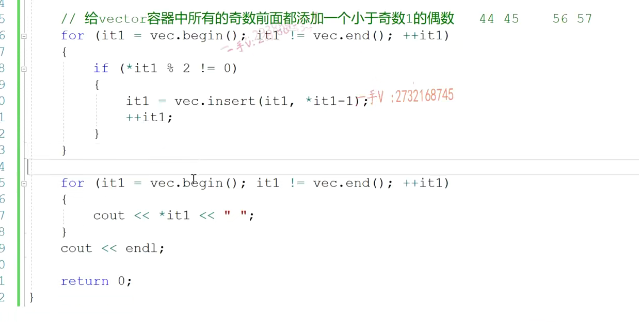 5 // 给vector容器中所有的奇数前面都添加一个小于奇数1的偶数 44 45 56 57
6 for (it1 = vec.begin(); it1 != vec.end(); ++it1)
7 {
8 if (*it1 % 2 != 0)
9 {
0 it1 = vec.insert(it1, *it1-1); 一手V :2732168745
1 ++it1;
2 }
3 }
4
5 for (it1 = vec.begin(); it1 != vec.end(); ++it1)
6 {
7 cout << *it1 << " ";
8 }
9 cout << endl;
0
1 return 0;
2 }